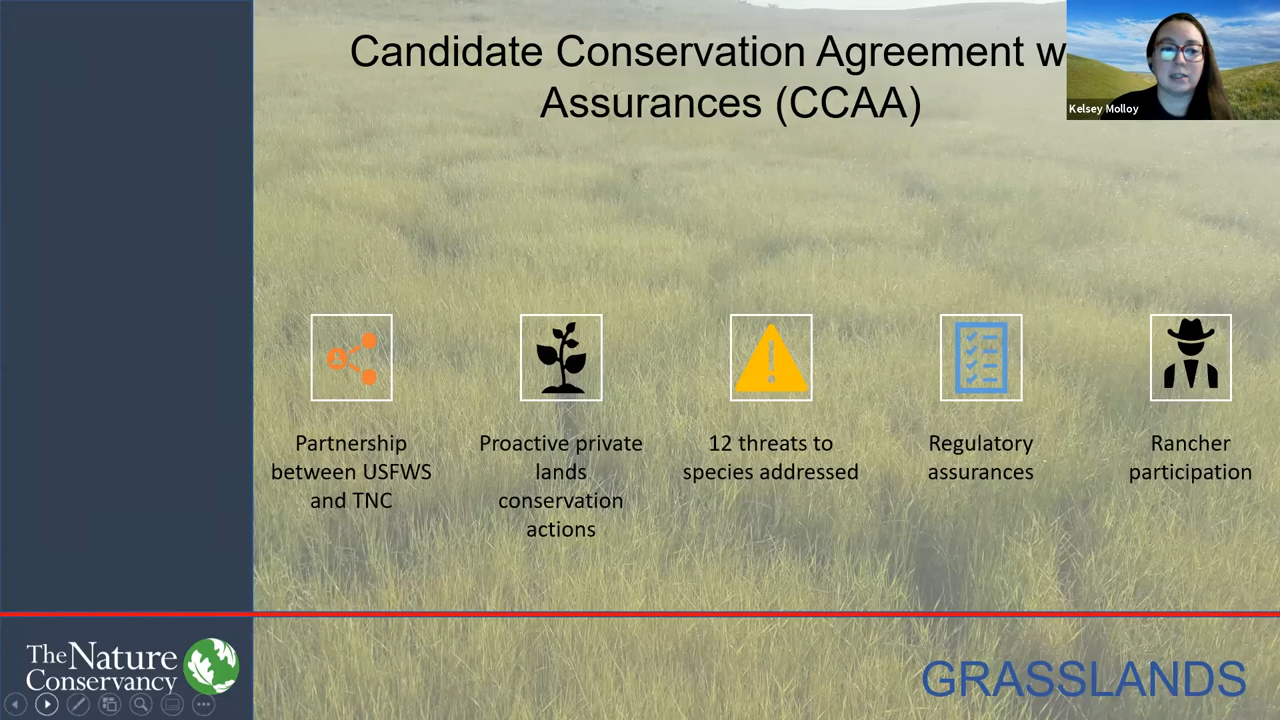 Candidate Conservation Agreement w
Assurances (CCAA)
Kelsey Molloy
Partnership
between USFWS
and TNC
Proactive private
lands
conservation
actions
12 threats to
species addressed
Regulatory
assurances
Rancher
participation
The Nature
Conservancy
GRASSLANDS